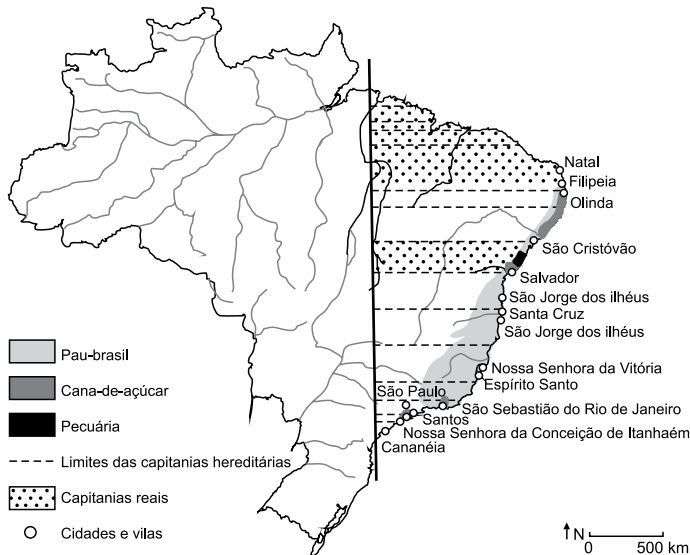 Natal
Filipeia
Olinda
São Cristóvão
Salvador
São Jorge dos ilhéus
Santa Cruz
São Jorge dos ilhéus
Nossa Senhora da Vitória
Espírito Santo
São Paulo
São Sebastião do Rio de Janeiro
Santos
Nossa Senhora da Conceição de Itanhaém
Cananéia
Pau-brasil
Cana-de-açúcar
Pecuária
Limites das capitanias hereditárias
Capitanias reais
Cidades e vilas
N
0 500 km